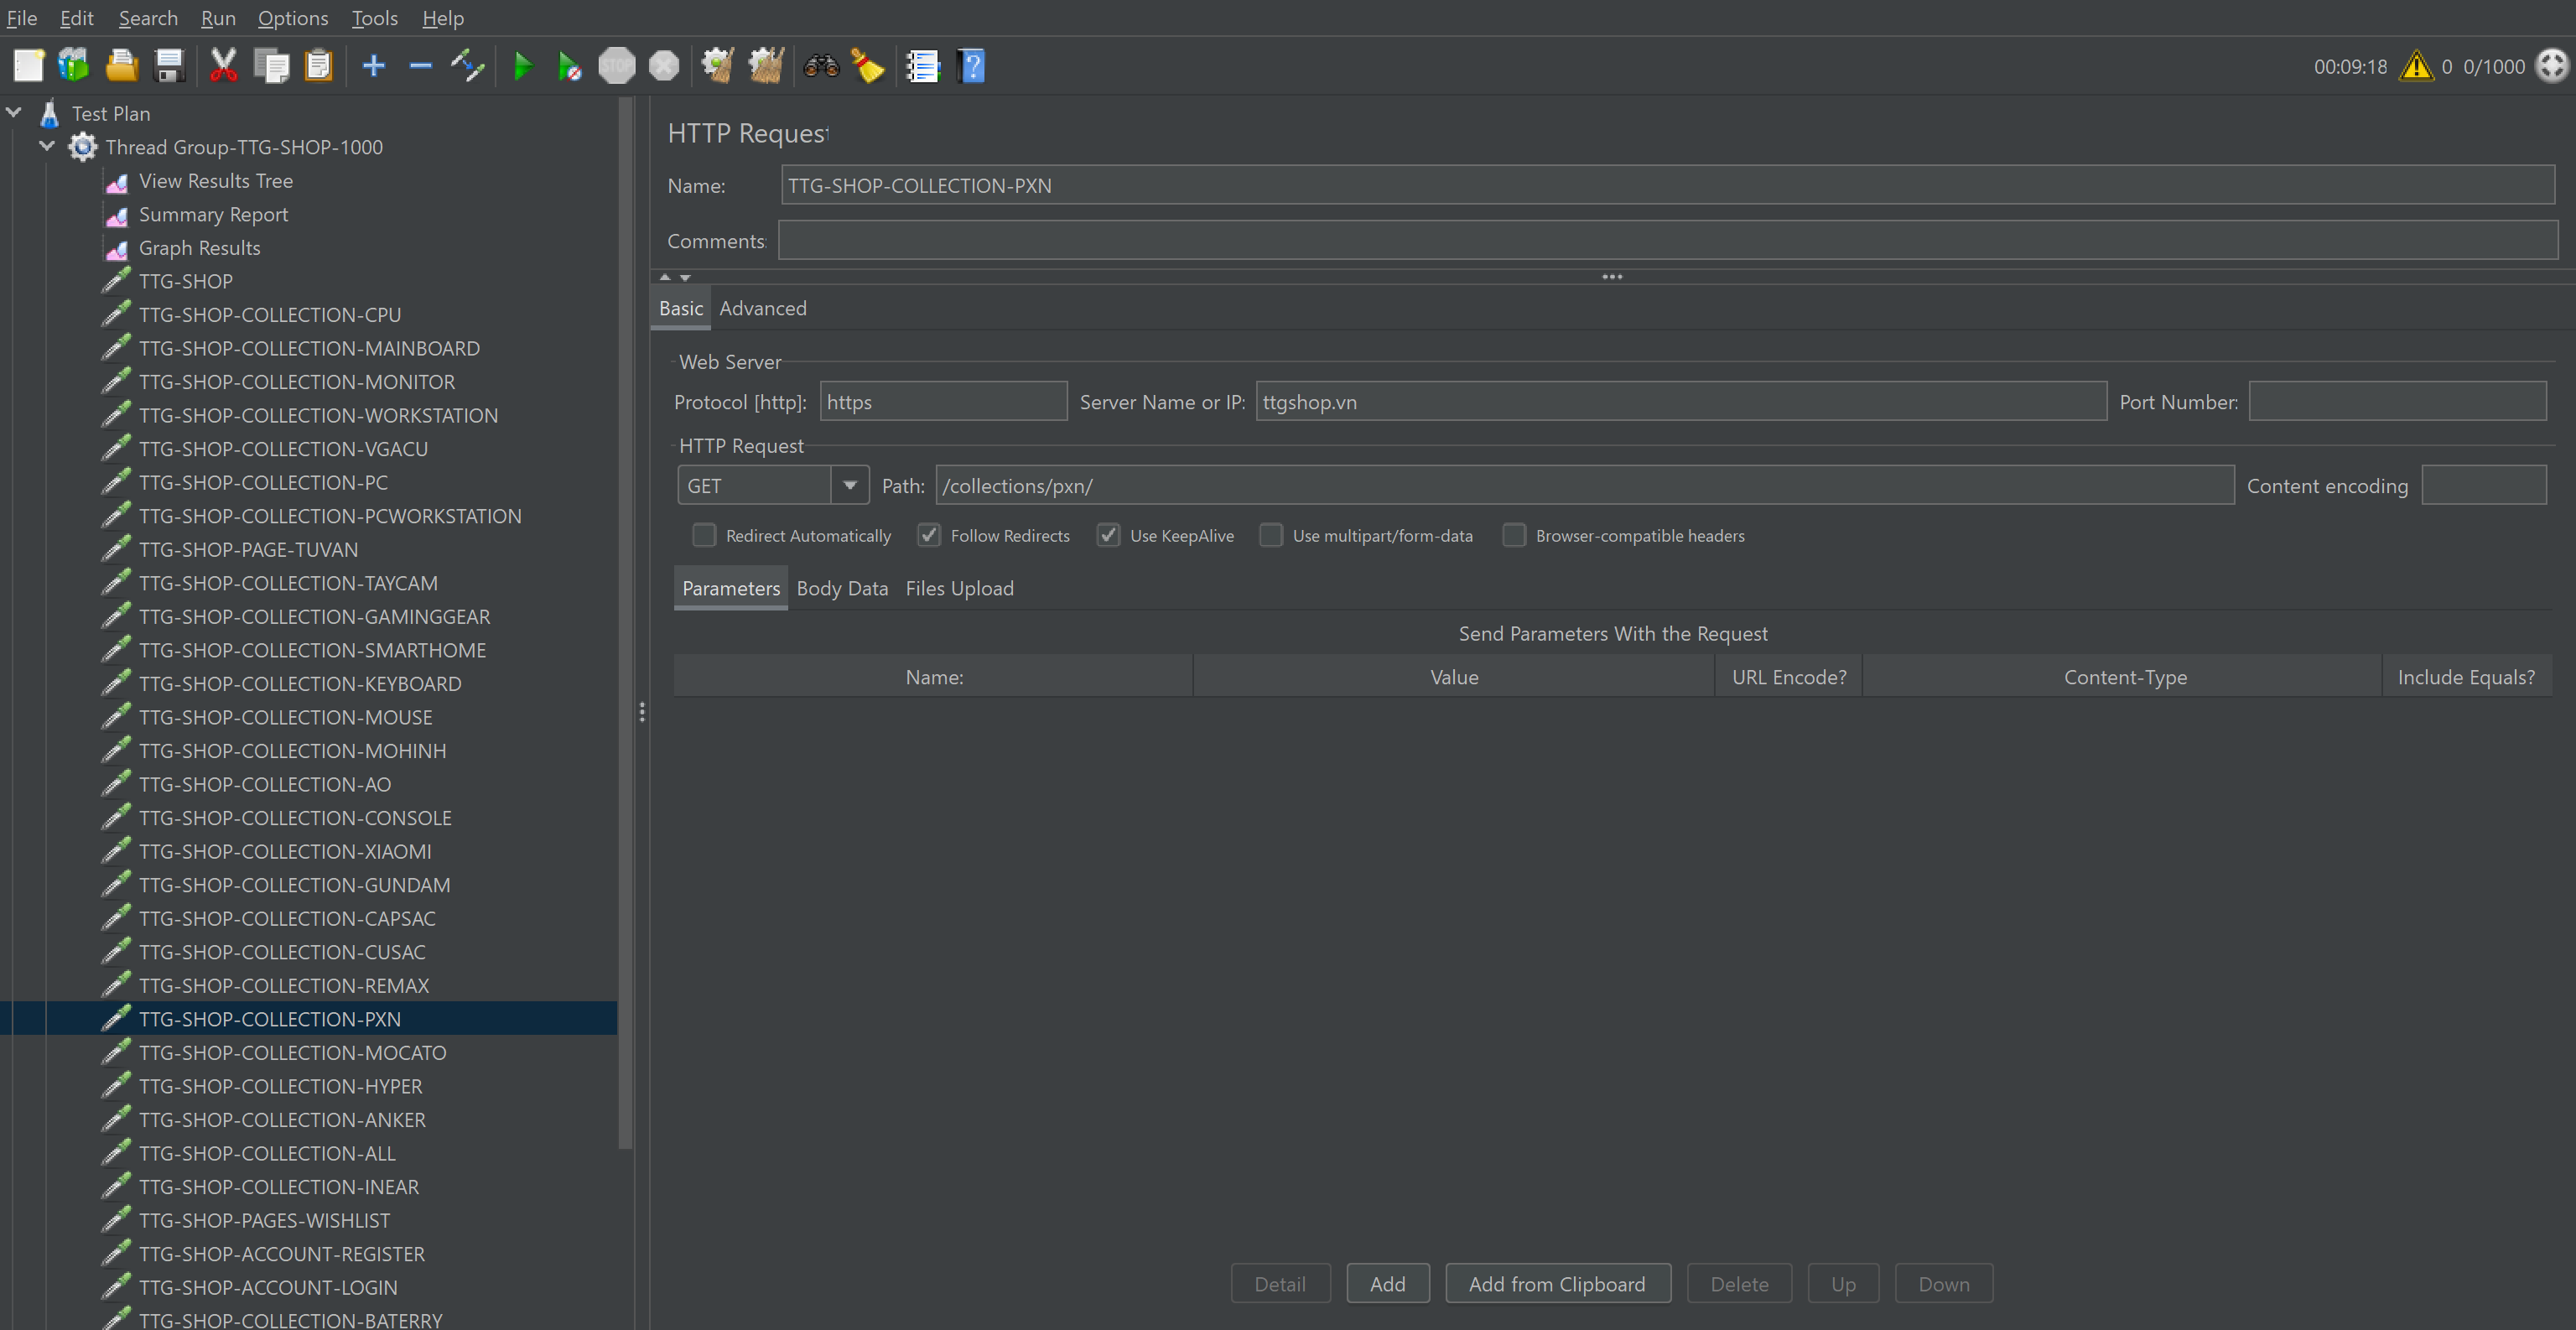 File Edit Search Run Options Tools Help
STOP
00:09:18 0 0/1000
Test Plan
Thread Group-TTG-SHOP-1000
View Results Tree
Summary Report
Graph Results
TTG-SHOP
TTG-SHOP-COLLECTION-CPU
TTG-SHOP-COLLECTION-MAINBOARD
TTG-SHOP-COLLECTION-MONITOR
TTG-SHOP-COLLECTION-WORKSTATION
TTG-SHOP-COLLECTION-VGACU
TTG-SHOP-COLLECTION-PC
TTG-SHOP-COLLECTION-PCWORKSTATION
TTG-SHOP-PAGE-TUVAN
TTG-SHOP-COLLECTION-TAYCAM
TTG-SHOP-COLLECTION-GAMINGGEAR
TTG-SHOP-COLLECTION-SMARTHOME
TTG-SHOP-COLLECTION-KEYBOARD
TTG-SHOP-COLLECTION-MOUSE
TTG-SHOP-COLLECTION-MOHINH
TTG-SHOP-COLLECTION-AO
TTG-SHOP-COLLECTION-CONSOLE
TTG-SHOP-COLLECTION-XIAOMI
TTG-SHOP-COLLECTION-GUNDAM
TTG-SHOP-COLLECTION-CAPSAC
TTG-SHOP-COLLECTION-CUSAC
TTG-SHOP-COLLECTION-REMAX
TTG-SHOP-COLLECTION-PXN
TTG-SHOP-COLLECTION-MOCATO
TTG-SHOP-COLLECTION-HYPER
TTG-SHOP-COLLECTION-ANKER
TTG-SHOP-COLLECTION-ALL
TTG-SHOP-COLLECTION-INEAR
TTG-SHOP-PAGES-WISHLIST
TTG-SHOP-ACCOUNT-REGISTER
TTG-SHOP-ACCOUNT-LOGIN
TTG-SHOP-COLLECTION-BATERRY
HTTP Request
Name: TTG-SHOP-COLLECTION-PXN
Comments:
Basic Advanced
Web Server
Protocol [http]: https Server Name or IP: ttgshop.vn Port Number:
HTTP Request
GET Path: /collections/pxn/ Content encoding
Redirect Automatically Follow Redirects Use KeepAlive Use multipart/form-data Browser-compatible headers
Parameters Body Data Files Upload
Send Parameters With the Request
Name: Value URL Encode? Content-Type Include Equals?
Detail Add Add from Clipboard Delete Up Down